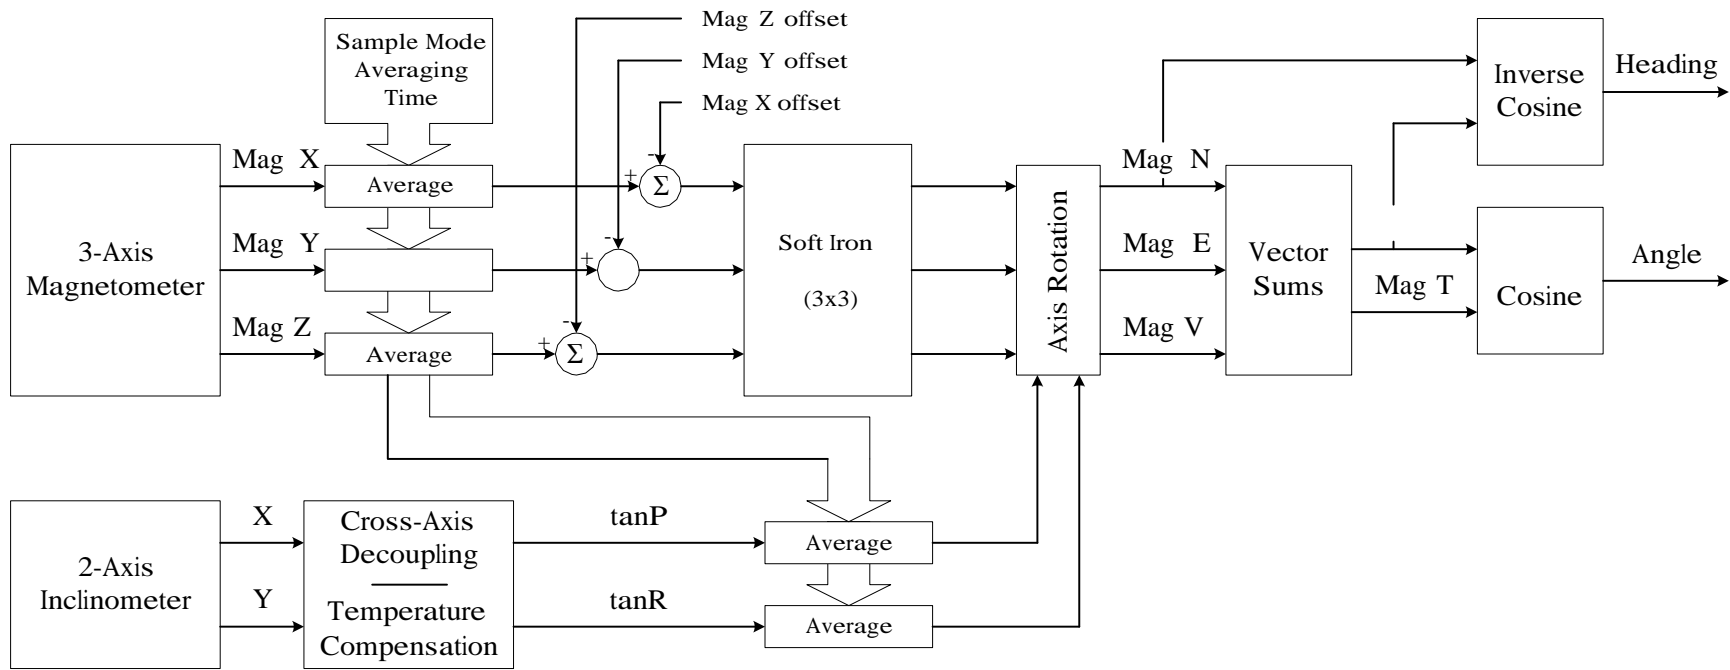 Sample Mode
Averaging
Time
Mag Z offset
Mag Y offset
Mag X offset
3-Axis
Magnetometer
Mag X
Mag Y
Mag Z
Average
Average
+
-
Σ
+
-
+
-
Σ
Soft Iron
(3x3)
Axis Rotation
Mag N
Mag E
Mag V
Vector
Sums
Mag T
Inverse
Cosine
Heading
Cosine
Angle
2-Axis
Inclinometer
X
Y
Cross-Axis
Decoupling
Temperature
Compensation
tanP
tanR
Average
Average